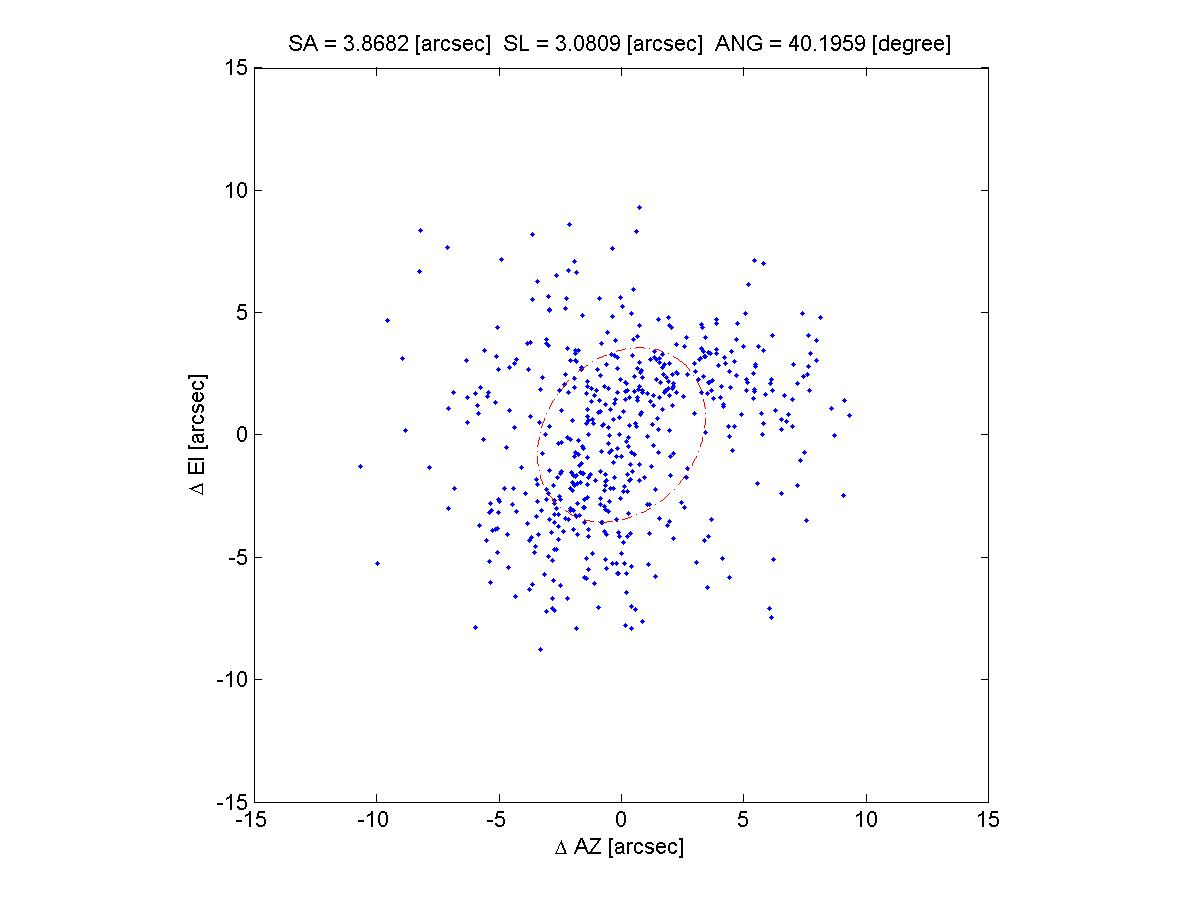 SA = 3.8682 [arcsec]  SL = 3.0809 [arcsec]  ANG = 40.1959 [degree]
15
10
5
0
-5
-10
-15
Δ El [arcsec]
-15 -10 -5 0 5 10 15
Δ AZ [arcsec]